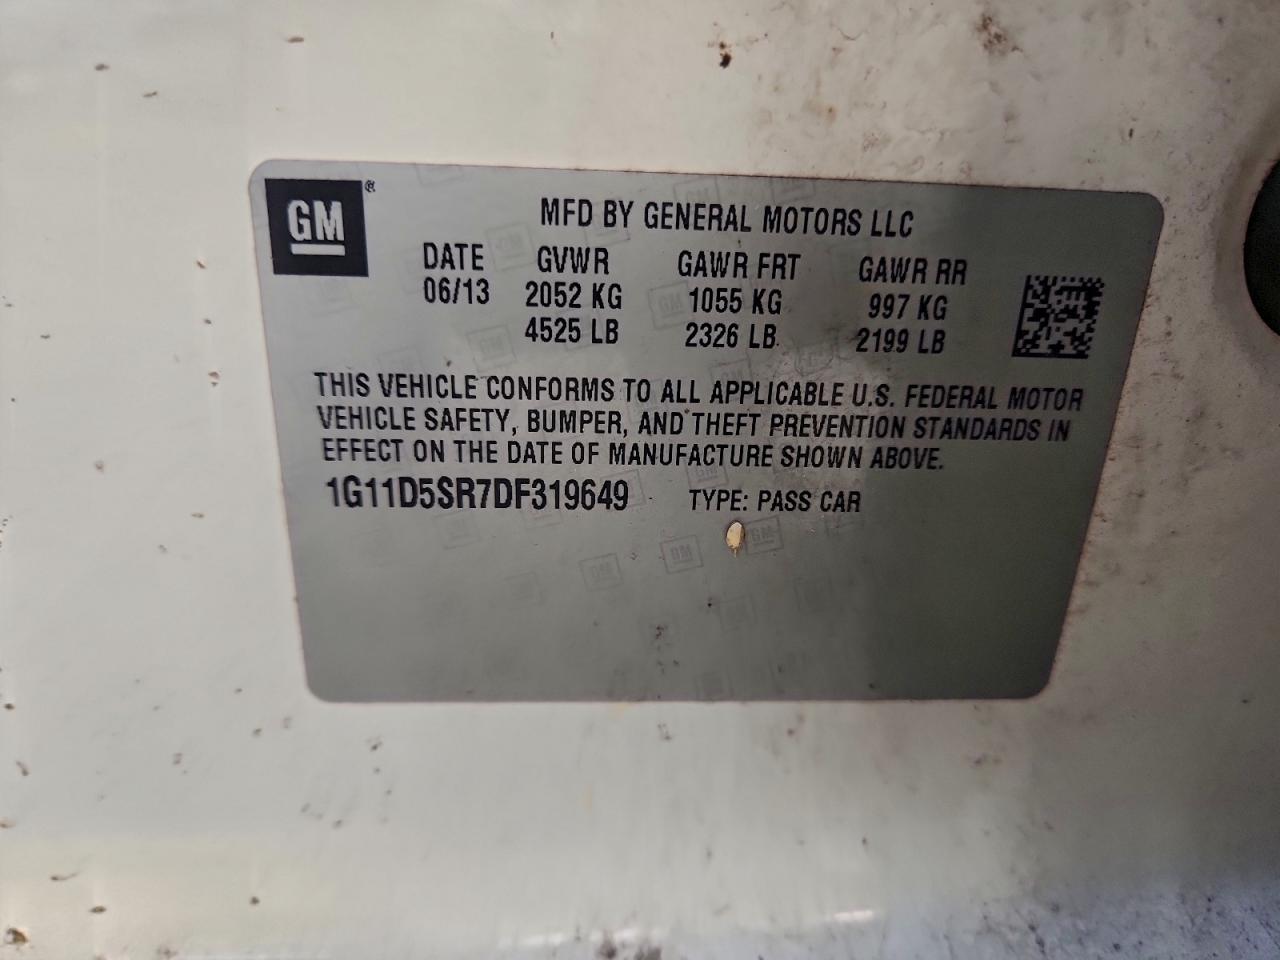 GM®
MFD BY GENERAL MOTORS LLC
DATE GVWR GAWR FRT GAWR RR
06/13 2052 KG 1055 KG 997 KG
4525 LB 2326 LB 2199 LB
THIS VEHICLE CONFORMS TO ALL APPLICABLE U.S. FEDERAL MOTOR
VEHICLE SAFETY, BUMPER, AND THEFT PREVENTION STANDARDS IN
EFFECT ON THE DATE OF MANUFACTURE SHOWN ABOVE.
1G11D5SR7DF319649 TYPE: PASS CAR